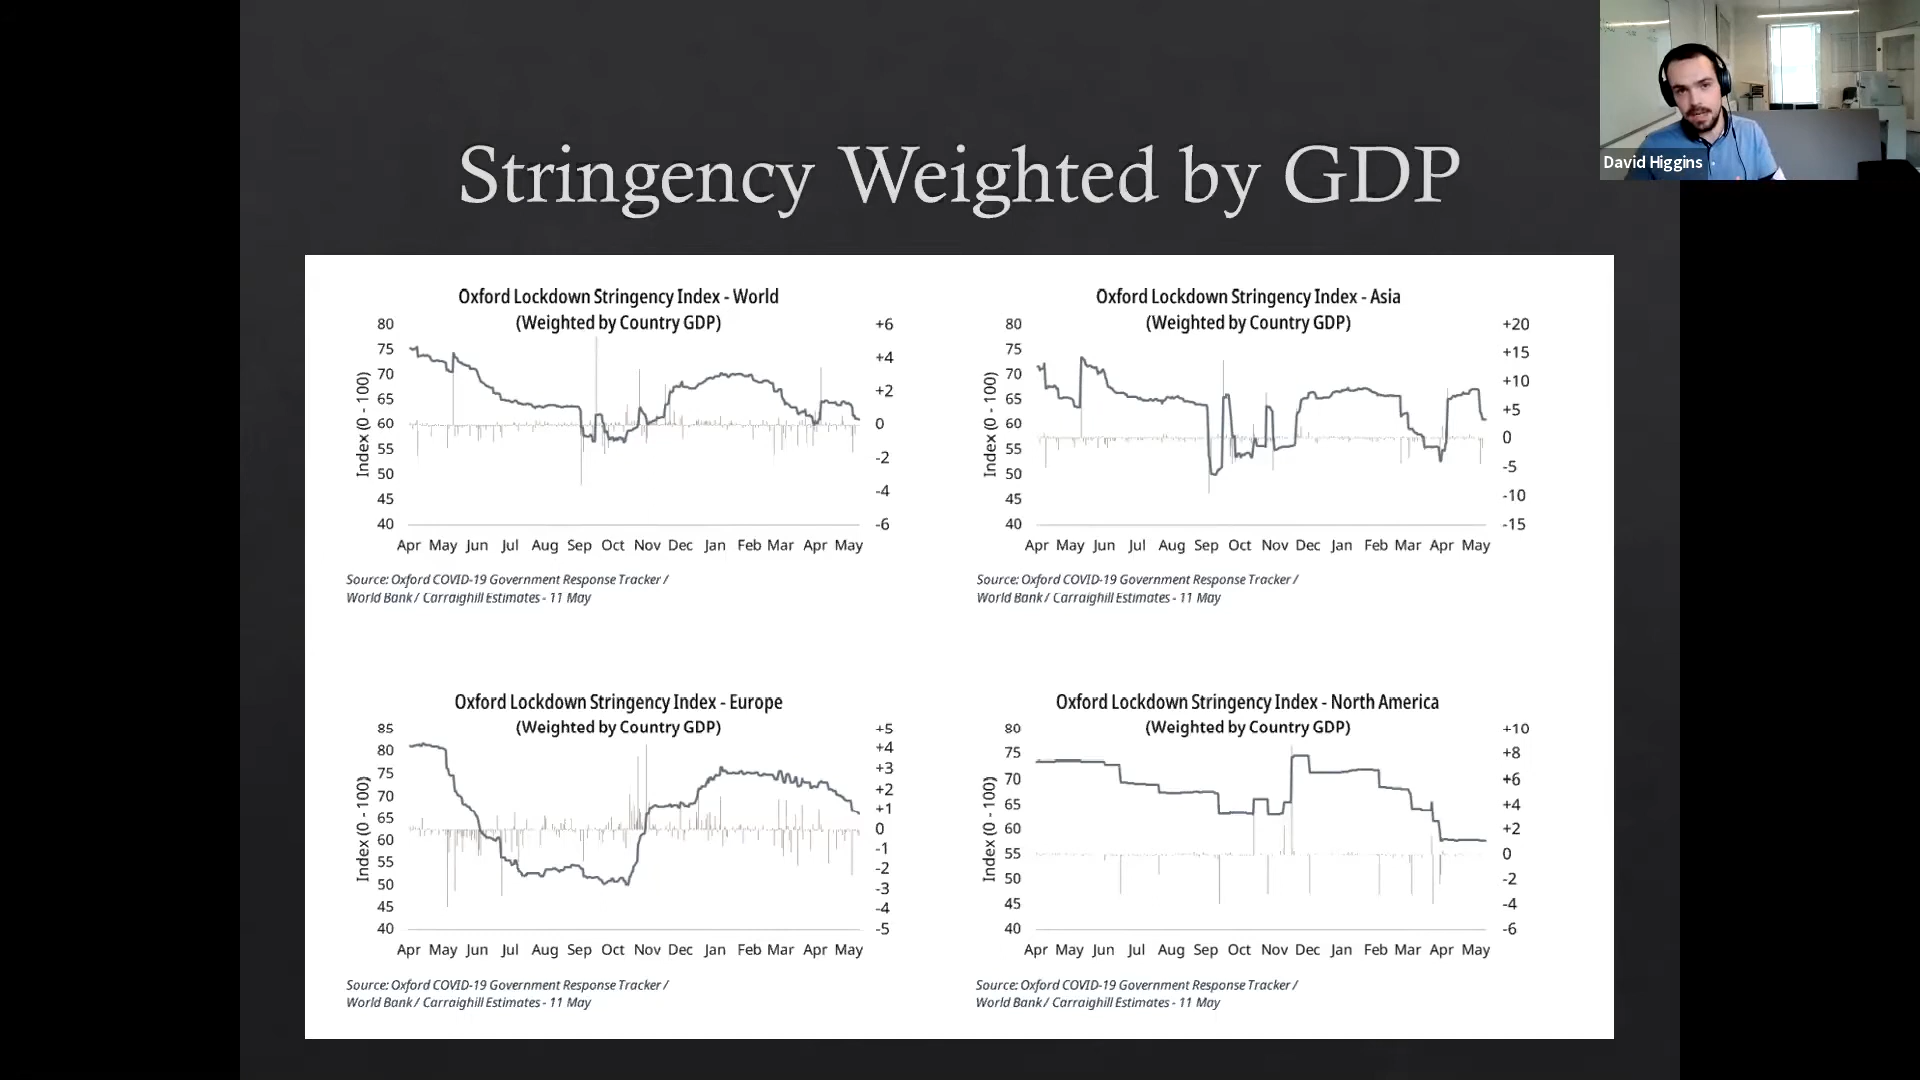 David Higgins
Stringency Weighted by GDP
Oxford Lockdown Stringency Index - World
(Weighted by Country GDP)
Index (0 - 100)
80
75
70
65
60
55
50
45
40
+6
+4
+2
0
-2
-4
-6
Apr May Jun Jul Aug Sep Oct Nov Dec Jan Feb Mar Apr May
Source: Oxford COVID-19 Government Response Tracker /
World Bank / Carraighill Estimates - 11 May
Oxford Lockdown Stringency Index - Asia
(Weighted by Country GDP)
Index (0 - 100)
80
75
70
65
60
55
50
45
40
+20
+15
+10
+5
0
-5
-10
-15
Apr May Jun Jul Aug Sep Oct Nov Dec Jan Feb Mar Apr May
Source: Oxford COVID-19 Government Response Tracker /
World Bank / Carraighill Estimates - 11 May
Oxford Lockdown Stringency Index - Europe
(Weighted by Country GDP)
Index (0 - 100)
85
80
75
70
65
60
55
50
45
40
+5
+4
+3
+2
+1
0
-1
-2
-3
-4
-5
Apr May Jun Jul Aug Sep Oct Nov Dec Jan Feb Mar Apr May
Source: Oxford COVID-19 Government Response Tracker /
World Bank / Carraighill Estimates - 11 May
Oxford Lockdown Stringency Index - North America
(Weighted by Country GDP)
Index (0 - 100)
80
75
70
65
60
55
50
45
40
+10
+8
+6
+4
+2
0
-2
-4
-6
Apr May Jun Jul Aug Sep Oct Nov Dec Jan Feb Mar Apr May
Source: Oxford COVID-19 Government Response Tracker /
World Bank / Carraighill Estimates - 11 May